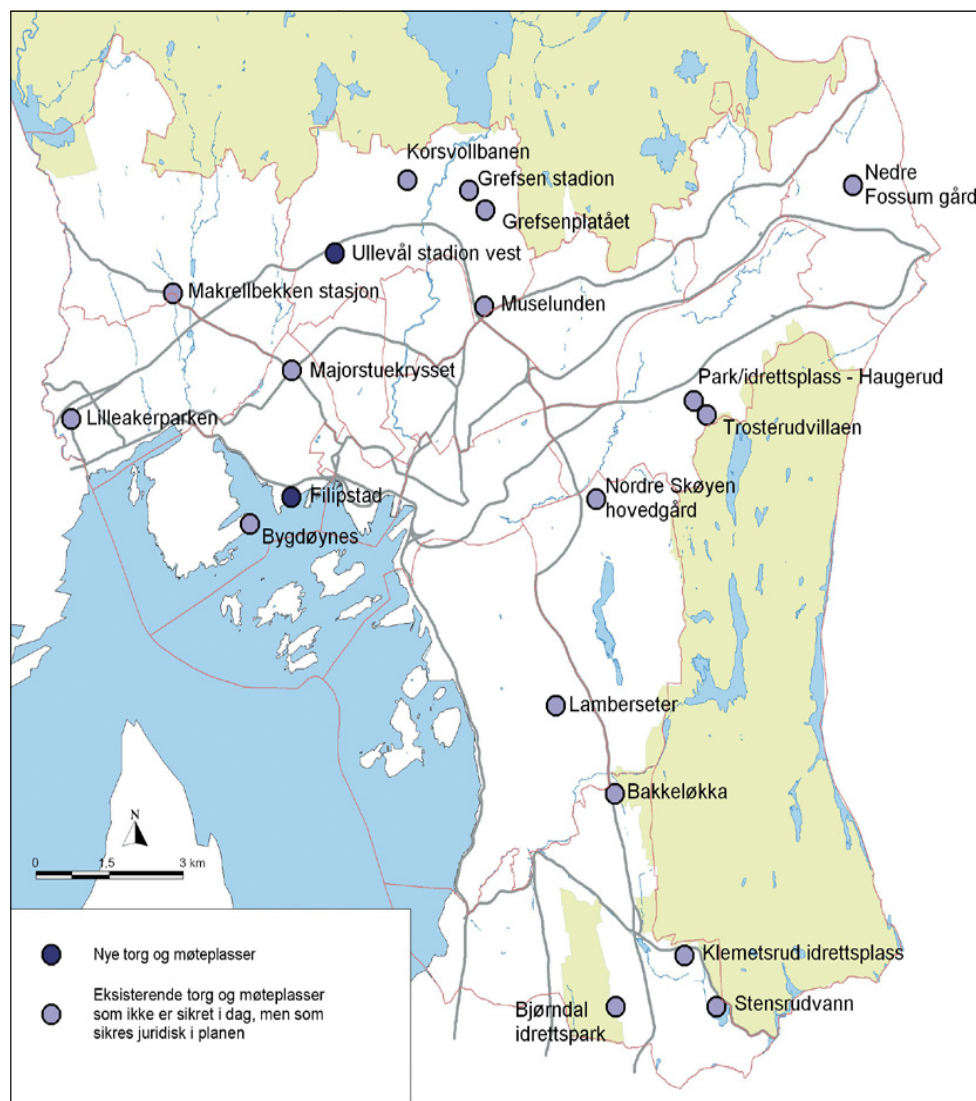 Korsvollbanen
Grefsen stadion
Grefsenplatået
Nedre
Fossum gård
Ullevål stadion vest
Makrellbekken stasjon
Muselunden
Majorstuekrysset
Park/idrettsplass - Haugerud
Trosterudvillaen
Lilleakerparken
Nordre Skøyen
hovedgård
Filipstad
Bygdøynes
Lamberseter
Bakkeløkka
N
0 1,5 3 km
Klemetsrud idrettsplass
Bjørndal
idrettspark
Stensrudvann
Nye torg og møteplasser
Eksisterende torg og møteplasser
som ikke er sikret i dag, men som
sikres juridisk i planen